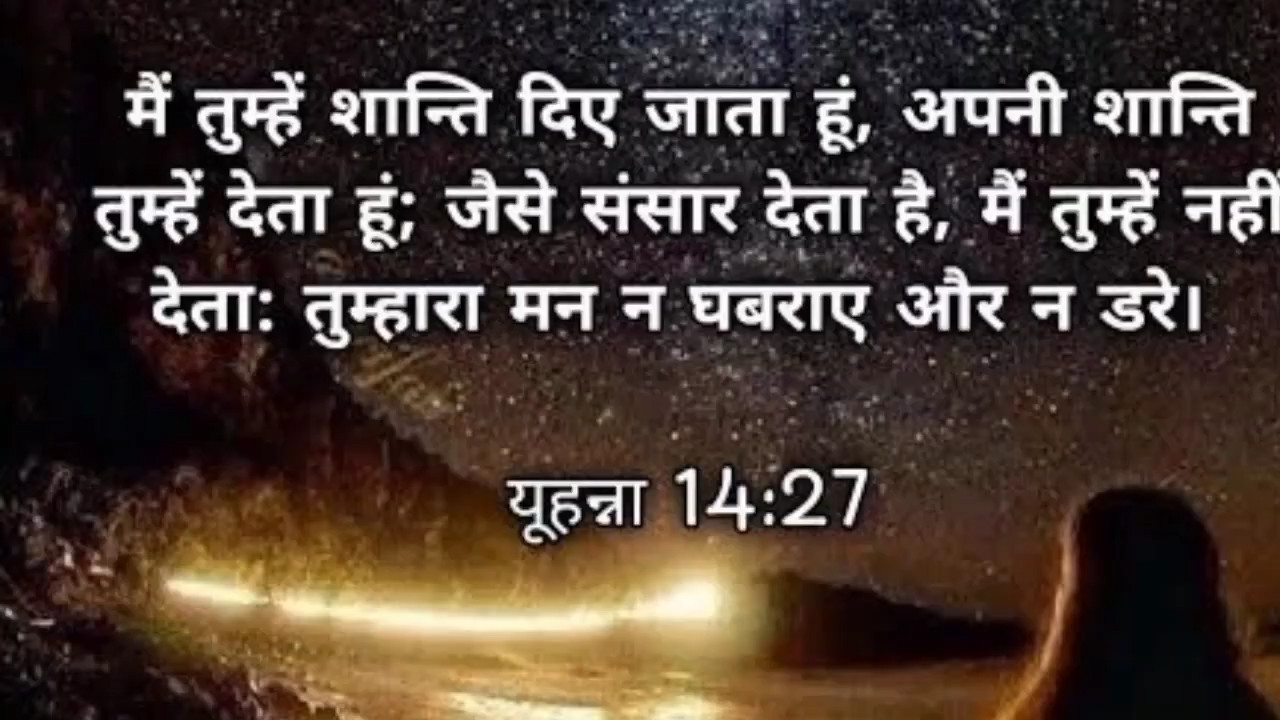 मैं तुम्हें शान्ति दिए जाता हूं, अपनी शान्ति
तुम्हें देता हूं; जैसे संसार देता है, मैं तुम्हें नहीं
देता: तुम्हारा मन न घबराए और न डरे।
यूहन्ना 14:27